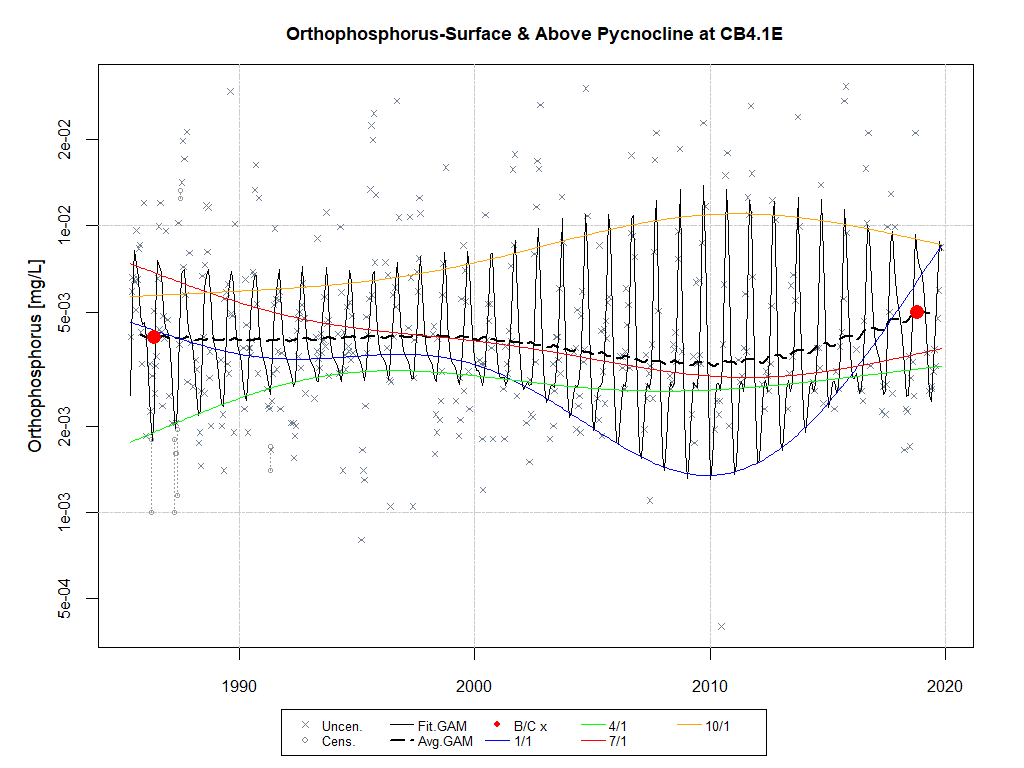 Orthophosphorus-Surface & Above Pycnocline at CB4.1E
Orthophosphorus [mg/L]
2e-02
1e-02
5e-03
2e-03
1e-03
5e-04
1990 2000 2010 2020
Uncen. Fit.GAM B/C x 4/1 10/1
Cens. Avg.GAM 1/1 7/1